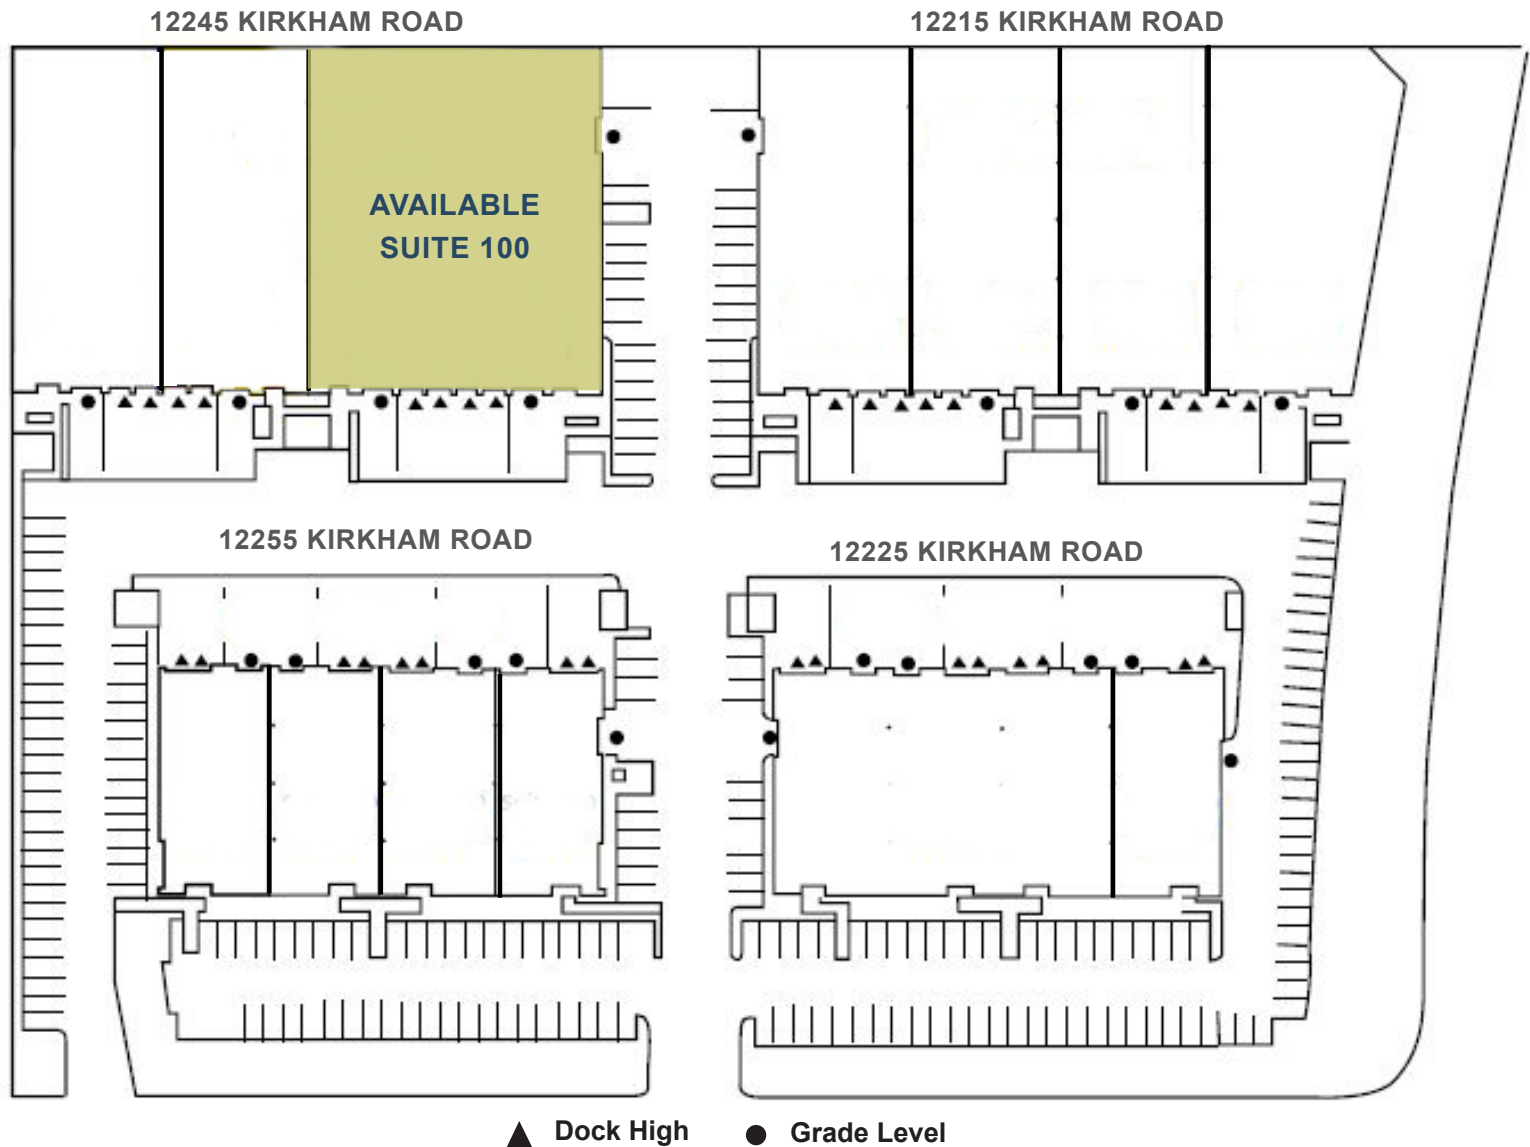 12245 KIRKHAM ROAD
12215 KIRKHAM ROAD
AVAILABLE
SUITE 100
12255 KIRKHAM ROAD
12225 KIRKHAM ROAD
Dock High
Grade Level